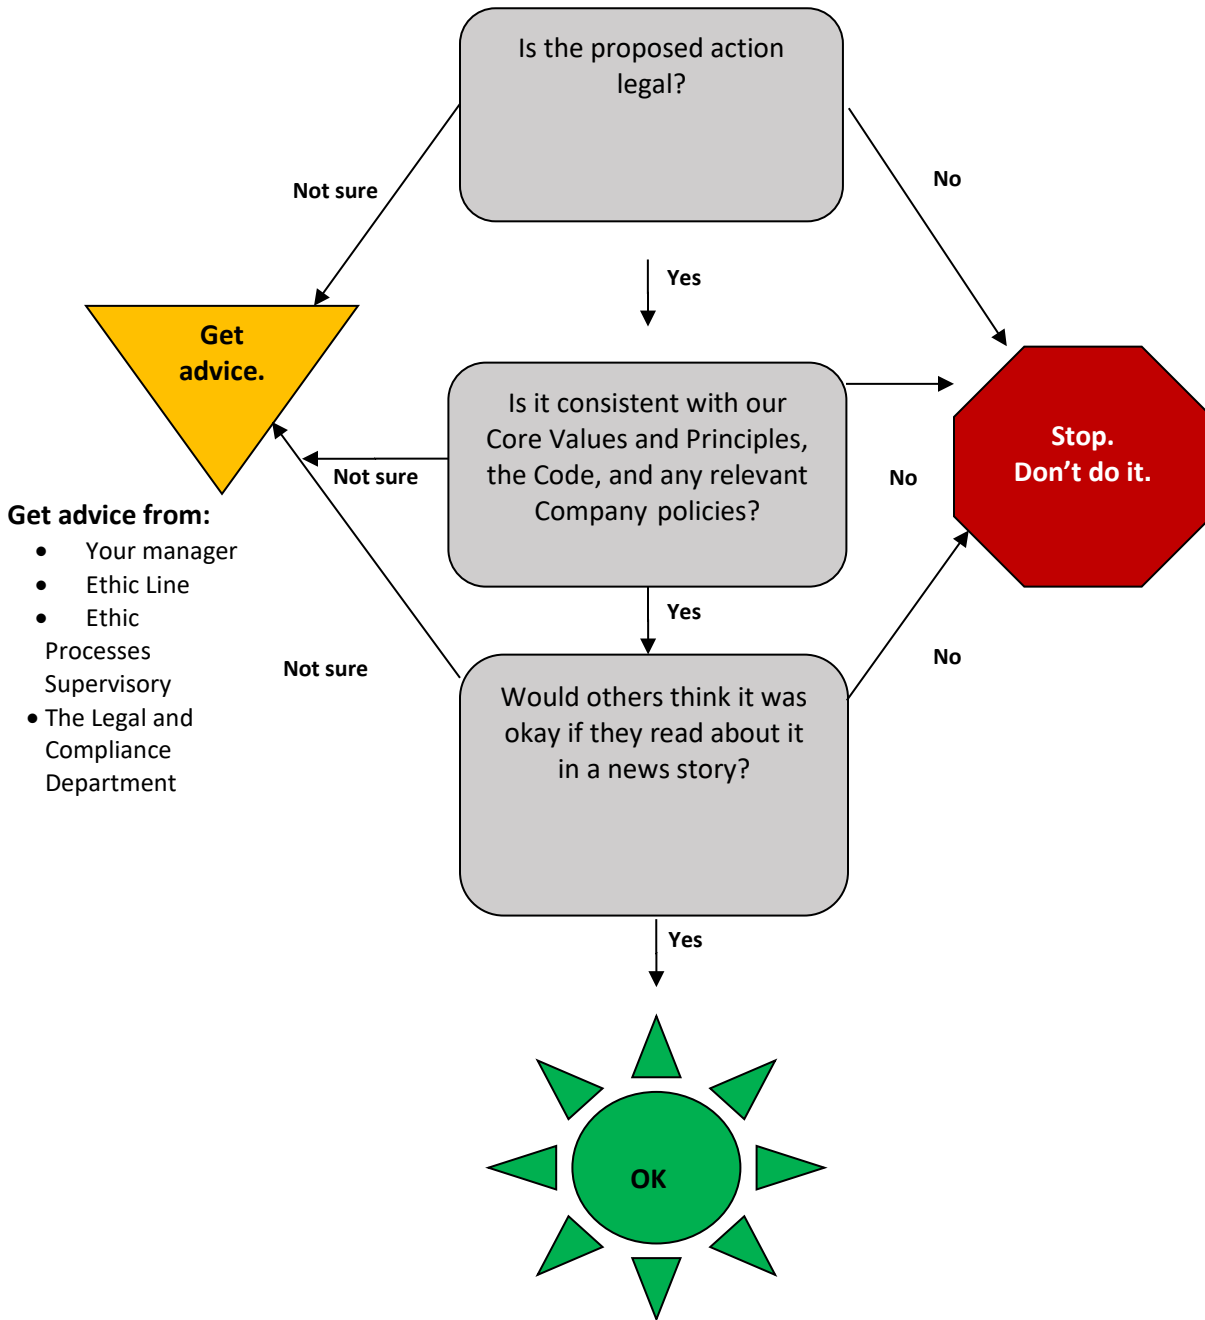 Is the proposed action
legal?
Not sure
No
Yes
Get
advice.
Is it consistent with our
Core Values and Principles,
the Code, and any relevant
Company policies?
Stop.
Don’t do it.
Not sure
No
Get advice from:
• Your manager
• Ethic Line
• Ethic
Processes
Supervisory
• The Legal and
Compliance
Department
Yes
Not sure
No
Would others think it was
okay if they read about it
in a news story?
Yes
OK